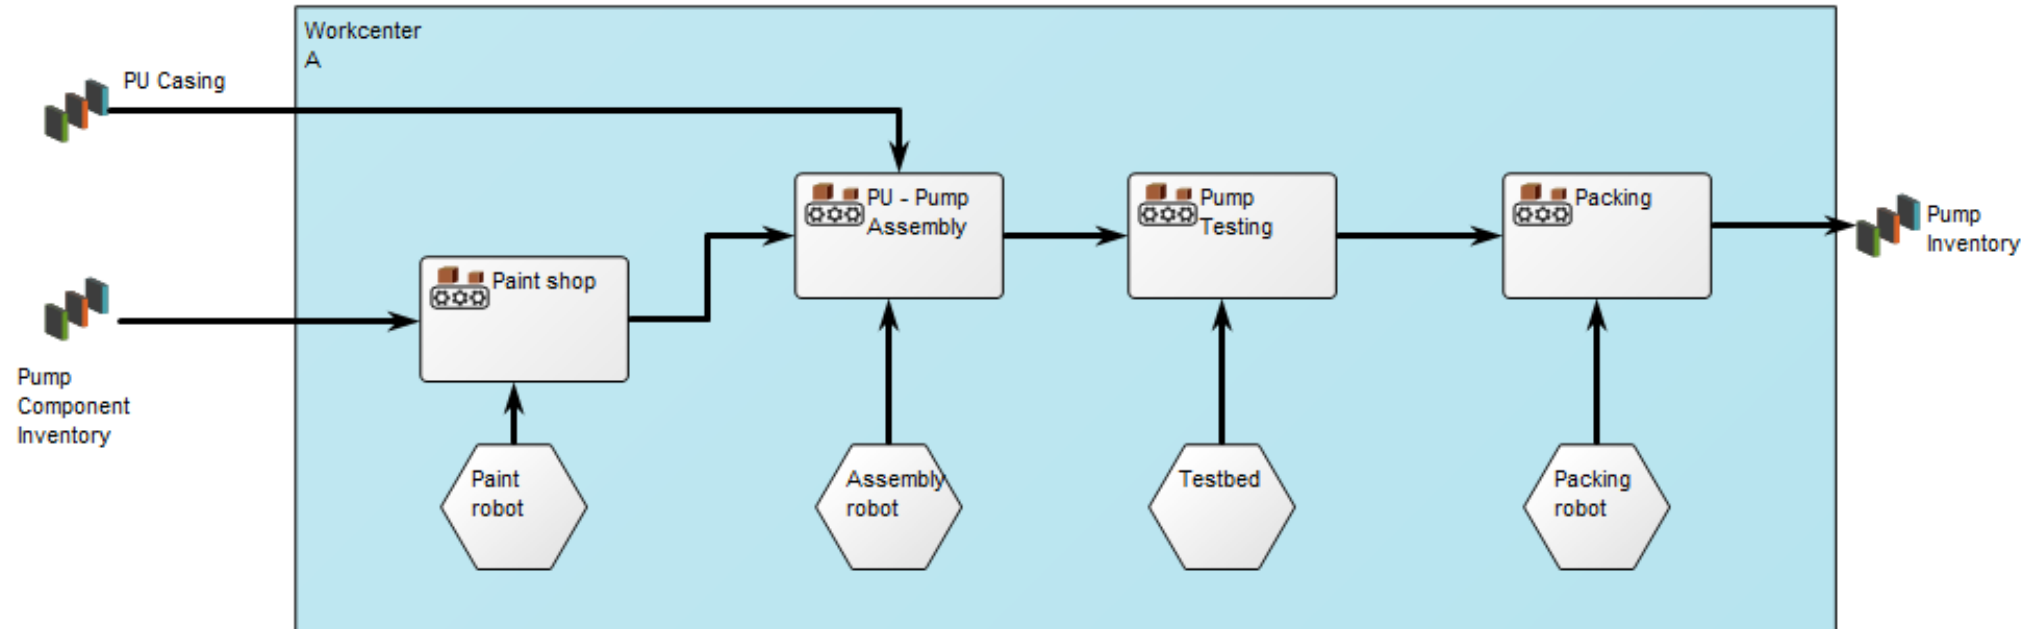 Workcenter
A
PU Casing
PU - Pump
Assembly
Pump
Testing
Packing
Pump
Inventory
Paint shop
Pump
Component
Inventory
Paint
robot
Assembly
robot
Testbed
Packing
robot